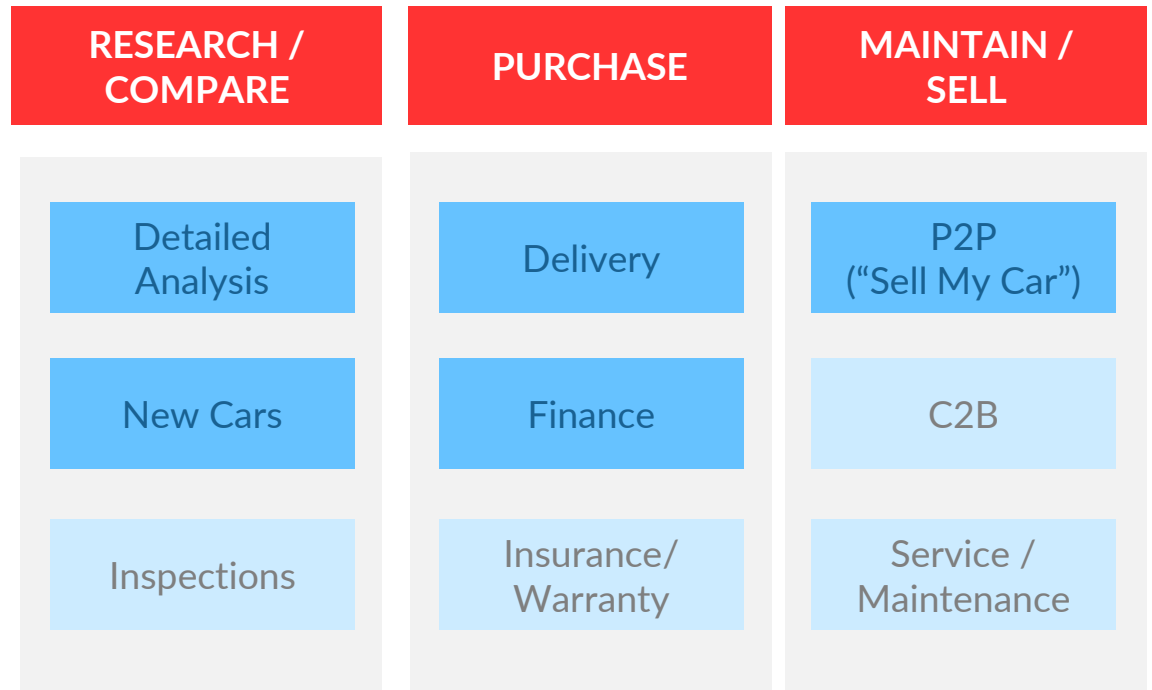 RESEARCH /
COMPARE
PURCHASE
MAINTAIN /
SELL
Detailed
Analysis
New Cars
Inspections
Delivery
Finance
Insurance/
Warranty
P2P
(“Sell My Car”)
C2B
Service /
Maintenance